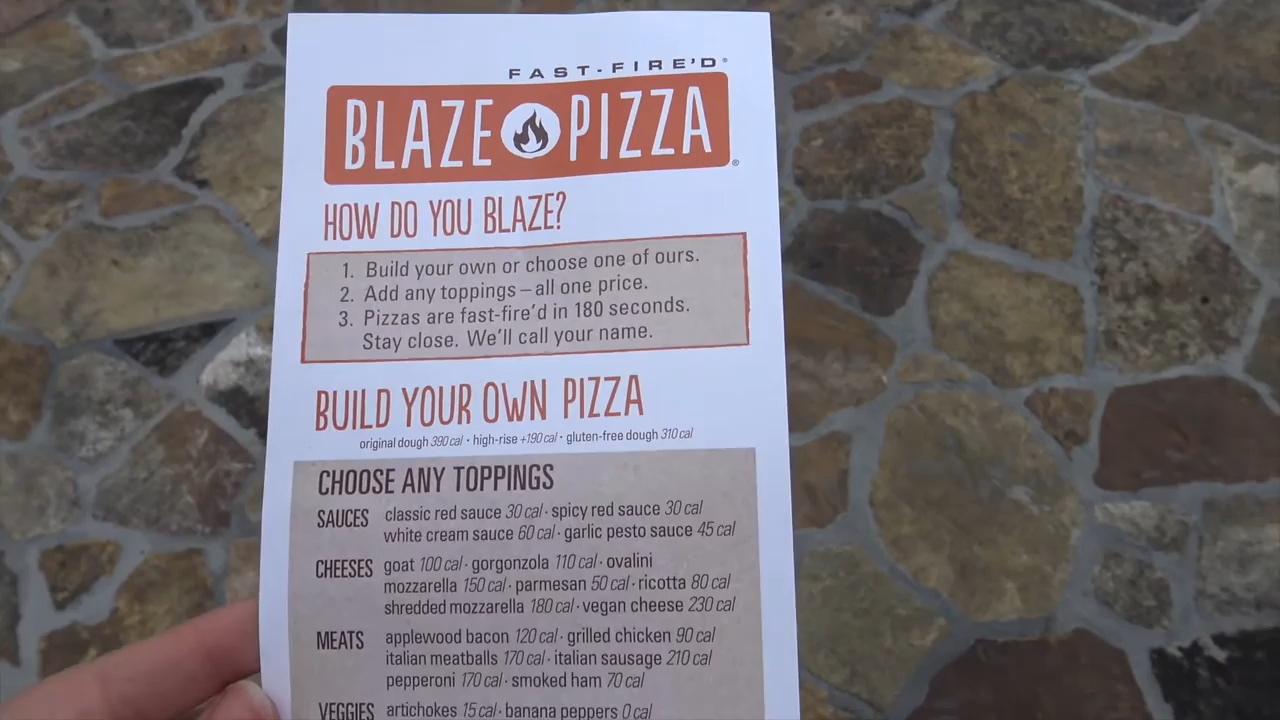 FAST-FIRE'D®
BLAZE PIZZA®
HOW DO YOU BLAZE?
1. Build your own or choose one of ours.
2. Add any toppings – all one price.
3. Pizzas are fast-fire'd in 180 seconds.
Stay close. We'll call your name.
BUILD YOUR OWN PIZZA
original dough 390 cal · high-rise +190 cal · gluten-free dough 310 cal
CHOOSE ANY TOPPINGS
SAUCES classic red sauce 30 cal · spicy red sauce 30 cal
white cream sauce 60 cal · garlic pesto sauce 45 cal
CHEESES goat 100 cal · gorgonzola 110 cal · ovalini
mozzarella 150 cal · parmesan 50 cal · ricotta 80 cal
shredded mozzarella 180 cal · vegan cheese 230 cal
MEATS applewood bacon 120 cal · grilled chicken 90 cal
italian meatballs 170 cal · italian sausage 210 cal
pepperoni 170 cal · smoked ham 70 cal
VEGGIES artichokes 15 cal · banana peppers 0 cal